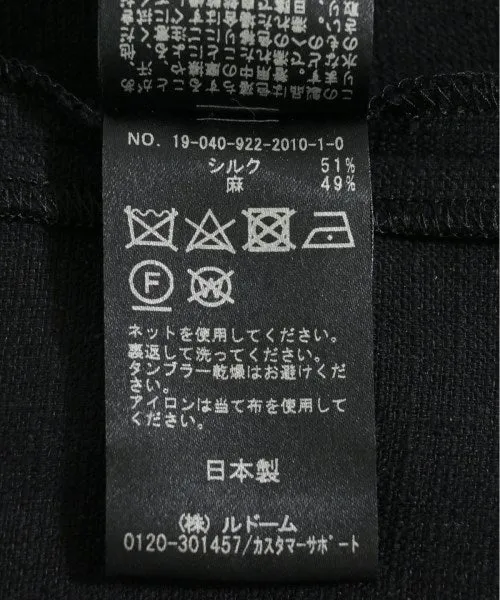 NO. 19-040-922-2010-1-0
シルク 51%
麻 49%
F
W
ネットを使用してください。
裏返して洗ってください。
タンブラー乾燥はお避けくだ
さい。
アイロンは当て布を使用して
ください。
日本製
(株) ルドーム
0120-301457/カスタマーサポート